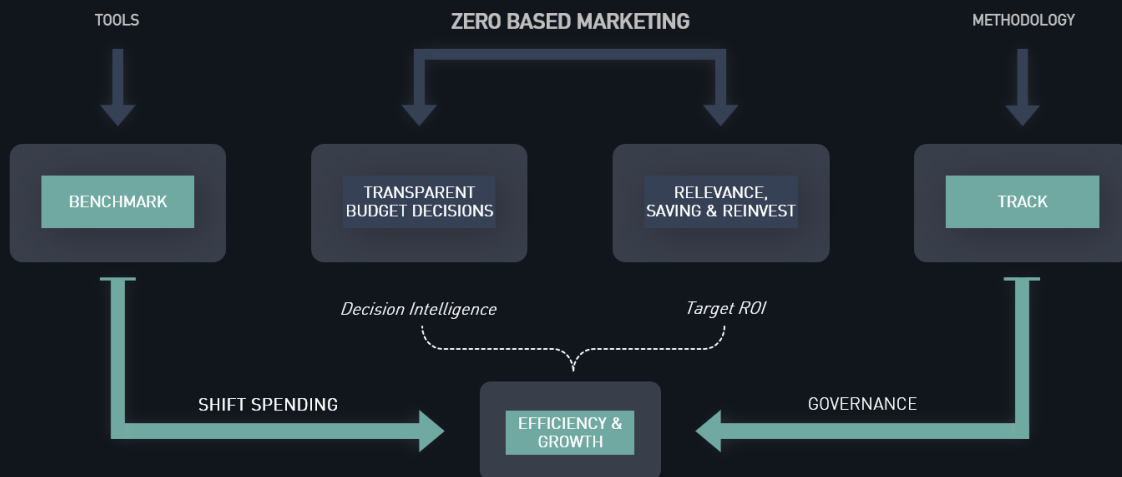 TOOLS
ZERO BASED MARKETING
METHODOLOGY
BENCHMARK
TRANSPARENT
BUDGET DECISIONS
RELEVANCE,
SAVING & REINVEST
TRACK
Decision Intelligence
Target ROI
SHIFT SPENDING
GOVERNANCE
EFFICIENCY &
GROWTH